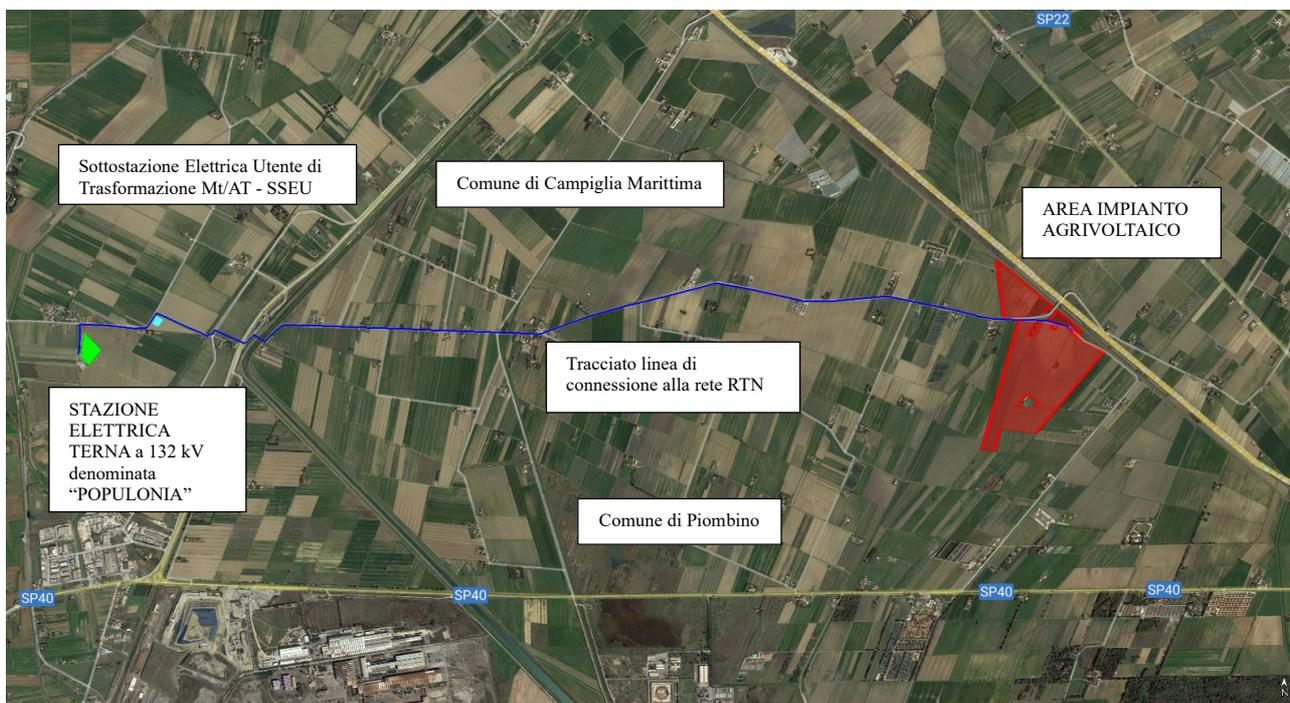 SP22
Sottostazione Elettrica Utente di
Trasformazione Mt/AT - SSEU
Comune di Campiglia Marittima
AREA IMPIANTO
AGRIVOLTAICO
Tracciato linea di
connessione alla rete RTN
STAZIONE
ELETTRICA
TERNA a 132 kV
denominata
“POPULONIA”
Comune di Piombino
SP40
SP40
SP40
SP40
N